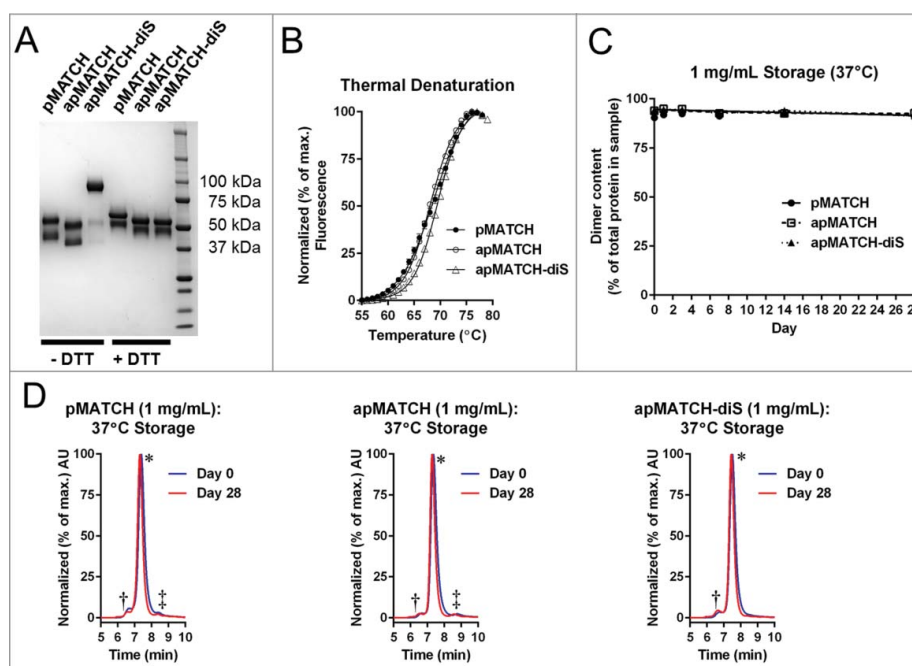 A
pMATCH
apMATCH
apMATCH-diS
pMATCH
apMATCH
apMATCH-diS
100 kDa
75 kDa
50 kDa
37 kDa
- DTT
+ DTT
B
Thermal Denaturation
Normalized (% of max.)
Fluorescence
100
75
50
25
0
pMATCH
apMATCH
apMATCH-diS
55 60 65 70 75 80
Temperature (°C)
C
1 mg/mL Storage (37°C)
Dimer content
(% of total protein in sample)
100
75
50
25
0
pMATCH
apMATCH
apMATCH-diS
0 2 4 6 8 10 12 14 16 18 20 22 24 26 28
Day
D
pMATCH (1 mg/mL):
37°C Storage
Normalized (% of max.) AU
100
75
50
25
0
*
†
‡
Day 0
Day 28
5 6 7 8 9 10
Time (min)
apMATCH (1 mg/mL):
37°C Storage
Normalized (% of max.) AU
100
75
50
25
0
*
†
‡
Day 0
Day 28
5 6 7 8 9 10
Time (min)
apMATCH-diS (1 mg/mL):
37°C Storage
Normalized (% of max.) AU
100
75
50
25
0
*
†
Day 0
Day 28
5 6 7 8 9 10
Time (min)